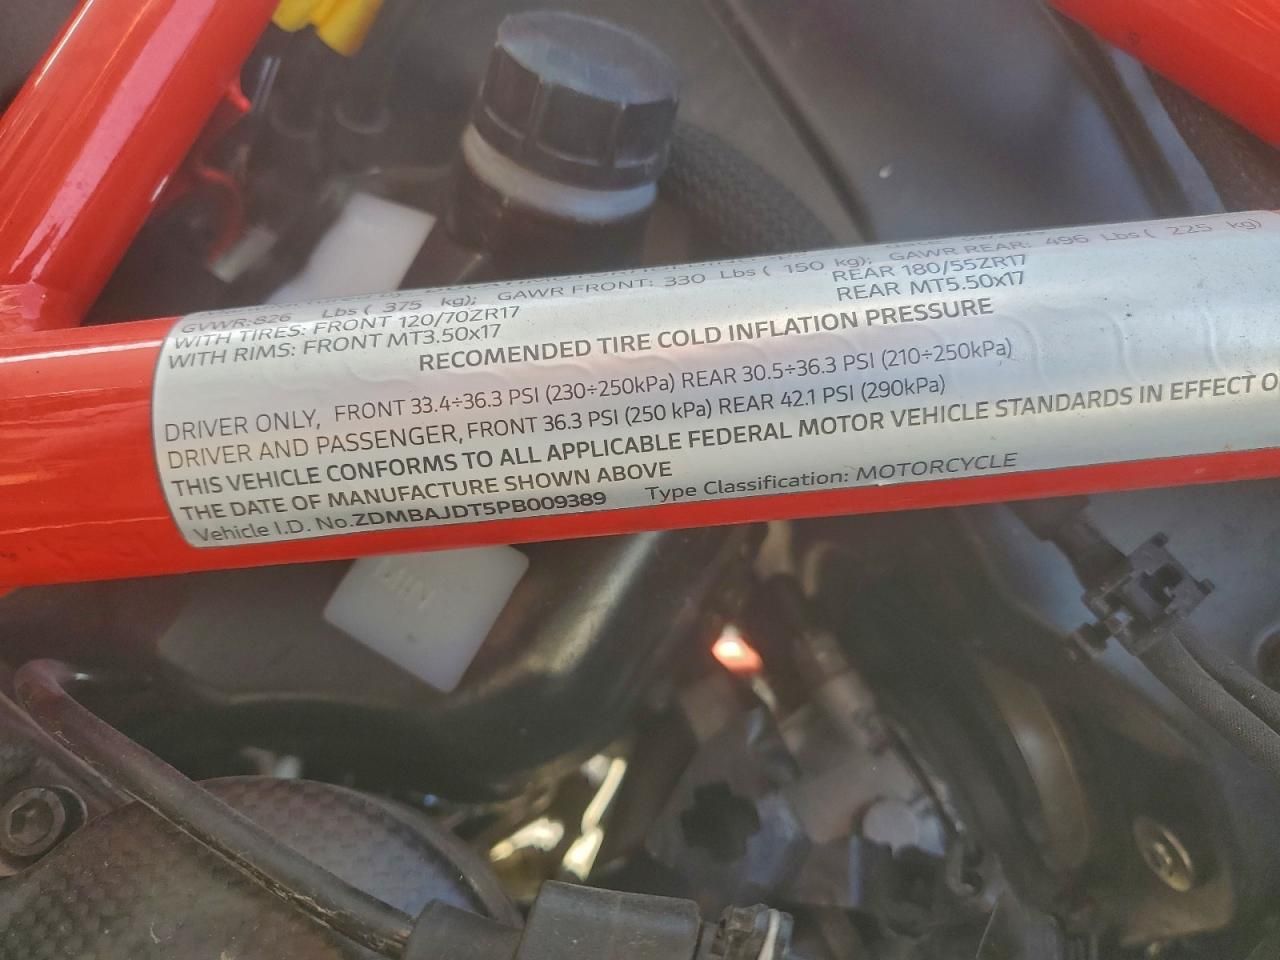 GVWR-826 Lbs ( 375 kg); GAWR FRONT: 330 Lbs ( 150 kg); GAWR REAR: 496 Lbs ( 225 kg)
WITH TIRES: FRONT 120/70ZR17 REAR 180/55ZR17
WITH RIMS: FRONT MT3.50x17 REAR MT5.50x17
RECOMENDED TIRE COLD INFLATION PRESSURE
DRIVER ONLY, FRONT 33.4÷36.3 PSI (230÷250kPa) REAR 30.5÷36.3 PSI (210÷250kPa)
DRIVER AND PASSENGER, FRONT 36.3 PSI (250 kPa) REAR 42.1 PSI (290kPa)
THIS VEHICLE CONFORMS TO ALL APPLICABLE FEDERAL MOTOR VEHICLE STANDARDS IN EFFECT O
THE DATE OF MANUFACTURE SHOWN ABOVE
Vehicle I.D. No.ZDMBAJDT5PB009389 Type Classification: MOTORCYCLE